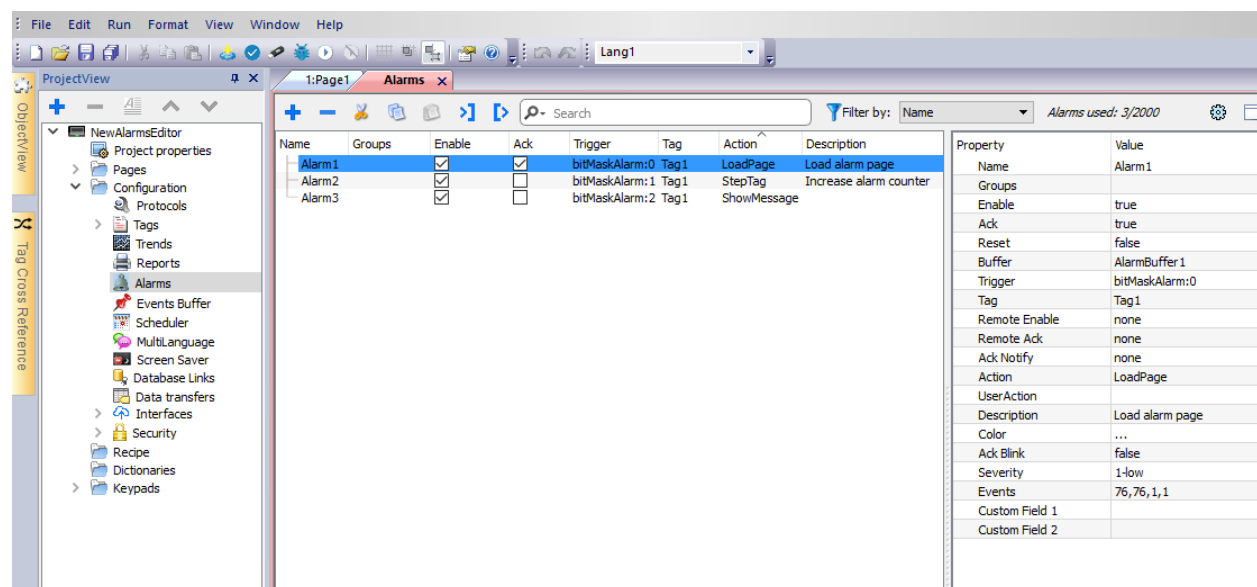 File Edit Run Format View Window Help
Lang1
ProjectView
1:Page1 Alarms
ObjectView
Tag Cross Reference
NewAlarmsEditor
Project properties
Pages
Configuration
Protocols
Tags
Trends
Reports
Alarms
Events Buffer
Scheduler
MultiLanguage
Screen Saver
Database Links
Data transfers
Interfaces
Security
Recipe
Dictionaries
Keypads
Search Filter by: Name Alarms used: 3/2000
Name Groups Enable Ack Trigger Tag Action Description
Alarm1 bitMaskAlarm:0 Tag1 LoadPage Load alarm page
Alarm2 bitMaskAlarm:1 Tag1 StepTag Increase alarm counter
Alarm3 bitMaskAlarm:2 Tag1 ShowMessage
Property Value
Name Alarm1
Groups
Enable true
Ack true
Reset false
Buffer AlarmBuffer1
Trigger bitMaskAlarm:0
Tag Tag1
Remote Enable none
Remote Ack none
Ack Notify none
Action LoadPage
UserAction
Description Load alarm page
Color ...
Ack Blink false
Severity 1-low
Events 76,76,1,1
Custom Field 1
Custom Field 2